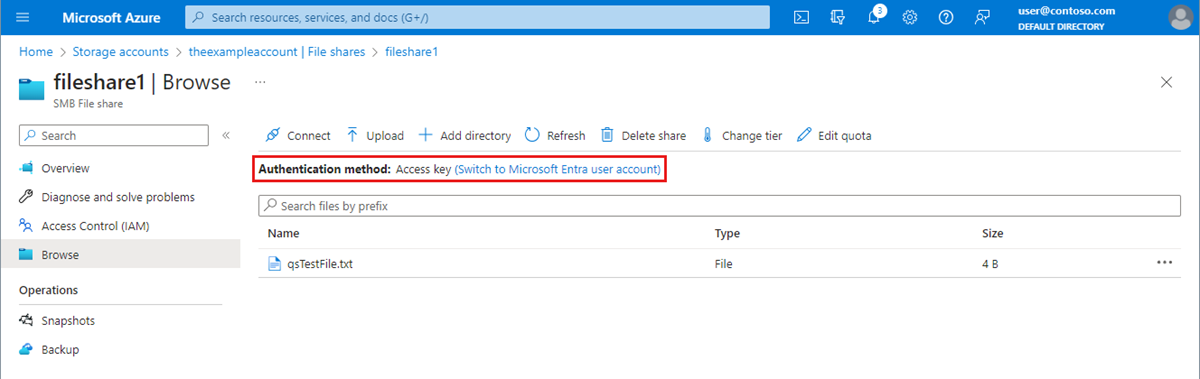 Microsoft Azure
Search resources, services, and docs (G+/)
3
user@contoso.com
DEFAULT DIRECTORY
Home > Storage accounts > theexampleaccount | File shares > fileshare1
fileshare1 | Browse ...
SMB File share
Search «
Connect Upload Add directory Refresh Delete share Change tier Edit quota
Overview
Authentication method: Access key (Switch to Microsoft Entra user account)
Diagnose and solve problems
Search files by prefix
Access Control (IAM)
Name Type Size
Browse
qsTestFile.txt File 4 B ...
Operations
Snapshots
Backup